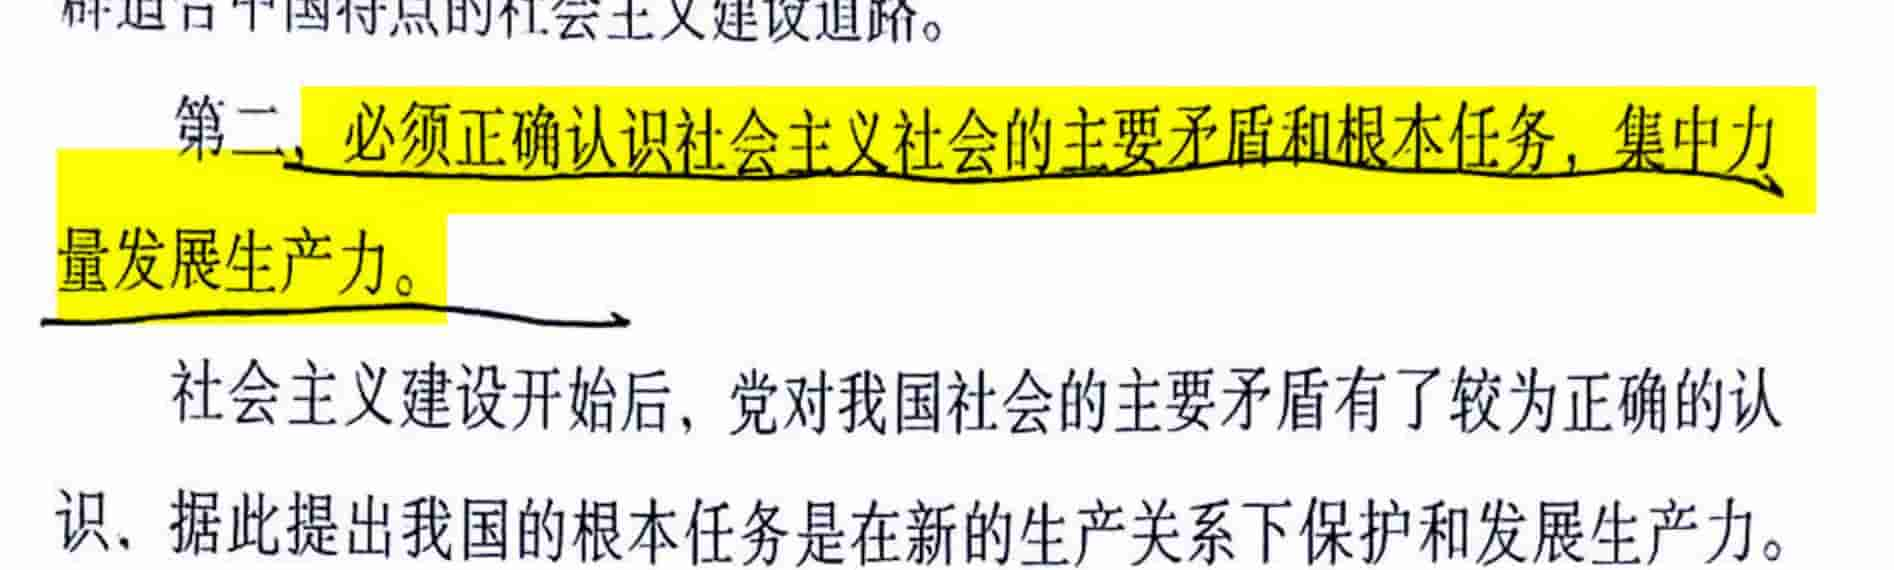 辟适合中国特点的社会主义建设道路。
第二、必须正确认识社会主义社会的主要矛盾和根本任务，集中力
量发展生产力。
社会主义建设开始后，党对我国社会的主要矛盾有了较为正确的认
识、据此提出我国的根本任务是在新的生产关系下保护和发展生产力。